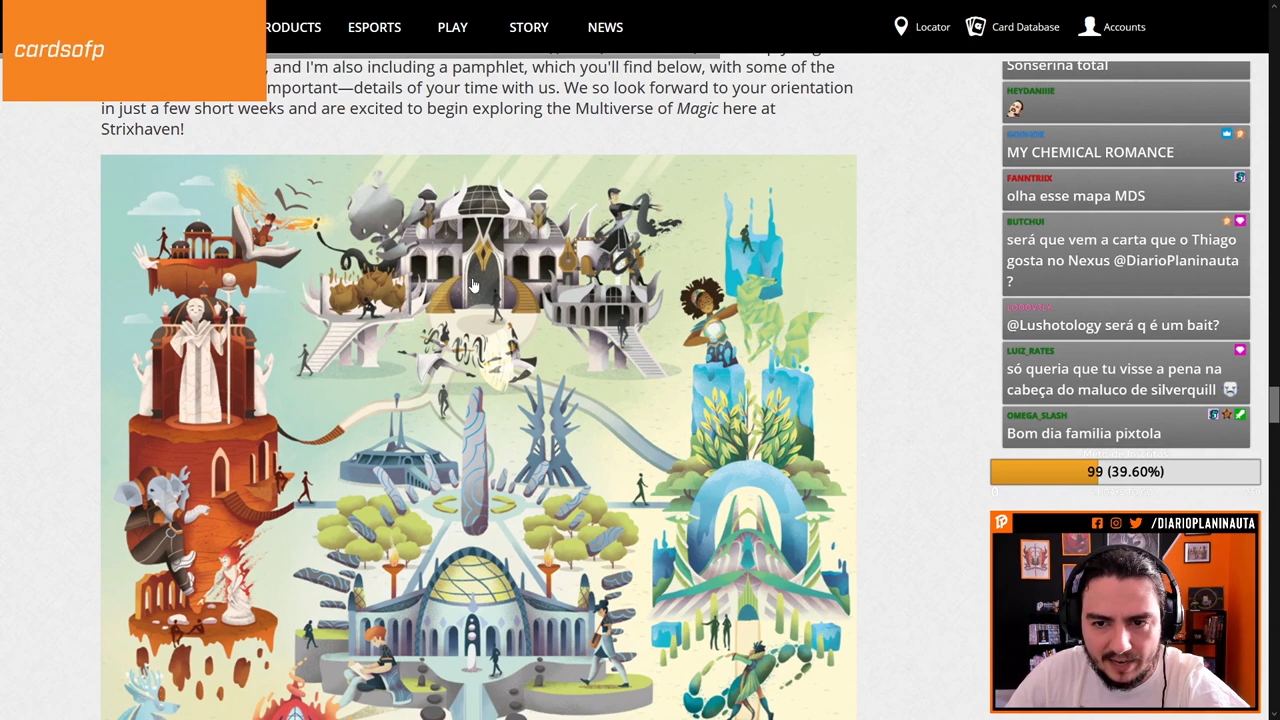 cardsofp
RODUCTS
ESPORTS
PLAY
STORY
NEWS
Locator
Card Database
Accounts
, and I'm also including a pamphlet, which you'll find below, with some of the
mportant—details of your time with us. We so look forward to your orientation
in just a few short weeks and are excited to begin exploring the Multiverse of Magic here at
Strixhaven!
Sonserina total
HEYDANIIIE
MY CHEMICAL ROMANCE
FANNTRIIX
olha esse mapa MDS
BUTCHUI
será que vem a carta que o Thiago
gosta no Nexus @DiarioPlaninauta
?
@Lushotology será q é um bait?
LUIZ_RATES
só queria que tu visse a pena na
cabeça do maluco de silverquill
OMEGA_SLASH
Bom dia familia pixtola
99 (39.60%)
0
/DIARIOPLANINAUTA